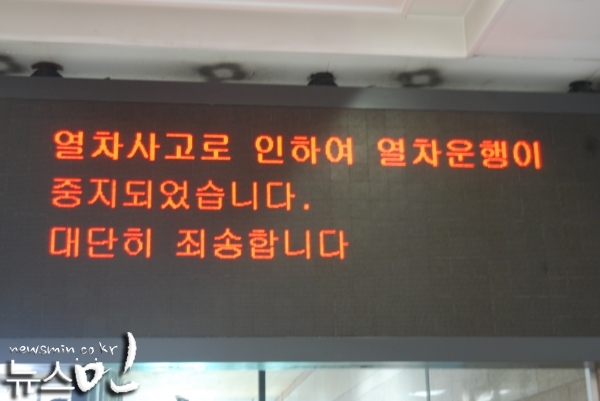 열차사고로 인하여 열차운행이
중지되었습니다.
대단히 죄송합니다
newsmin.co.kr
뉴스민